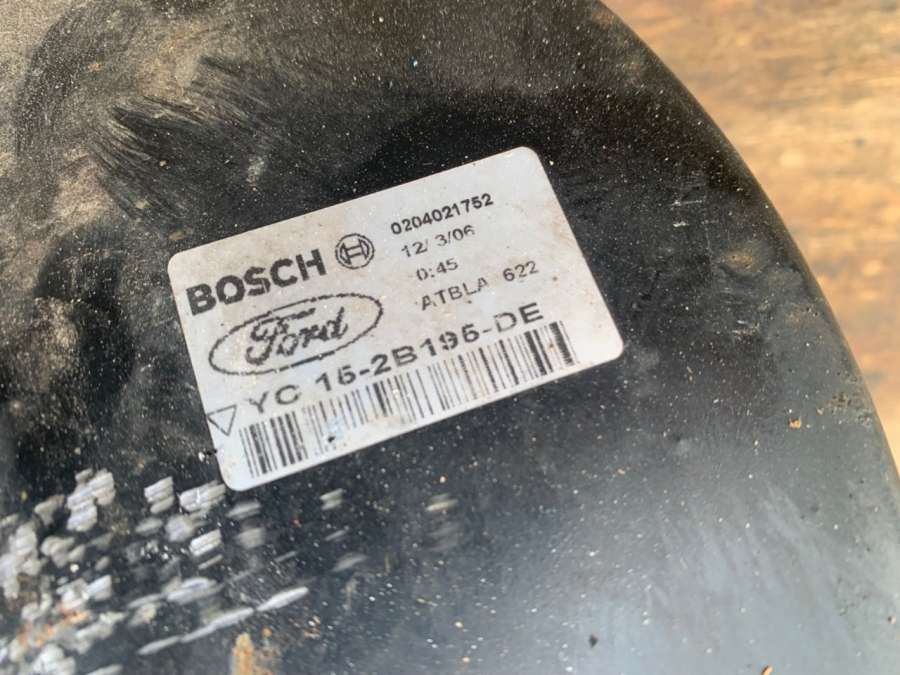 BOSCH
0204021752
12/3/06
0:45
ATBLA 622
Ford
YC 15-2B195-DE